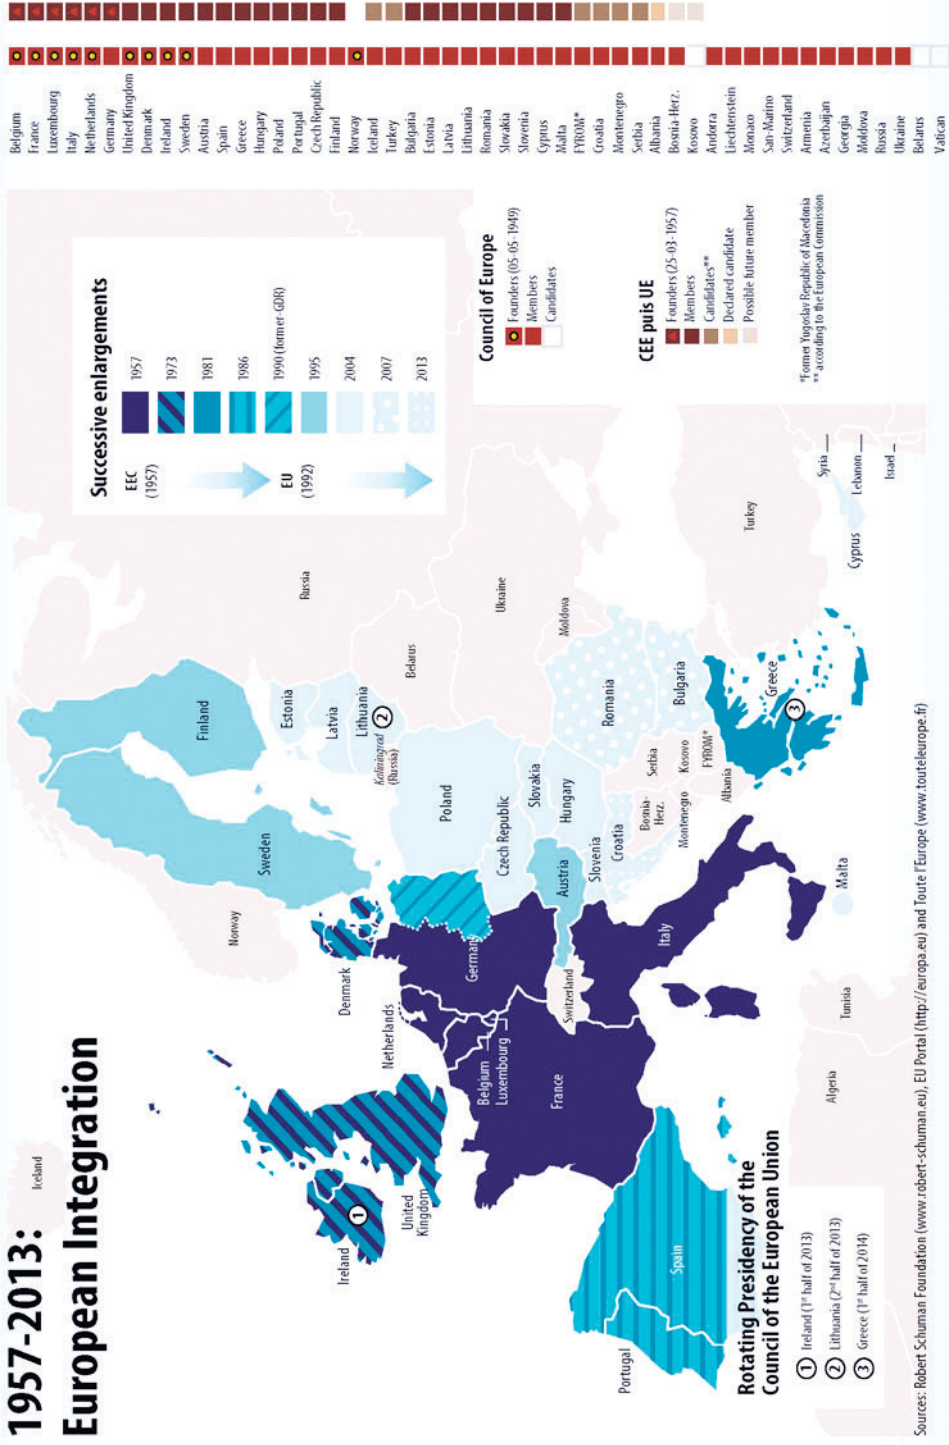 1957-2013:
European Integration
Iceland
Norway
Sweden
Finland
Russia
Estonia
Latvia
Lithuania
2
Kaliningrad
(Russia)
Belarus
Ukraine
Moldova
Denmark
Ireland
1
United
Kingdom
Netherlands
Belgium
Luxembourg
Germany
Poland
Czech Republic
Slovakia
Austria
Hungary
Switzerland
Slovenia
Croatia
Romania
Bosnia-
Herz.
Serbia
Montenegro
Kosovo
Bulgaria
FYROM*
Albania
France
Italy
Spain
Portugal
Greece
3
Turkey
Cyprus
Syria
Lebanon
Israel
Malta
Algeria
Tunisia
Successive enlargements
EEC
(1957)
EU
(1992)
1957
1973
1981
1986
1990 (former-GDR)
1995
2004
2007
2013
Council of Europe
Founders (05-05-1949)
Members
Candidates
CEE puis UE
Founders (25-03-1957)
Members
Candidates**
Declared candidate
Possible future member
*Former Yugoslav Republic of Macedonia
** according to the European Commission
Belgium
France
Luxembourg
Italy
Netherlands
Germany
United Kingdom
Denmark
Ireland
Sweden
Austria
Spain
Greece
Hungary
Poland
Portugal
Czech Republic
Finland
Norway
Iceland
Turkey
Bulgatia
Estonia
Latvia
Lithuania
Romania
Slovakia
Slovenia
Cyprus
Malta
FYROM*
Croatia
Montenegro
Serbia
Albania
Bosnia-Herz.
Kosovo
Andorra
Liechtenstein
Monaco
San-Marino
Switzerland
Armenia
Azerbaijan
Georgia
Moldova
Russia
Ukraine
Belarus
Vatican
Rotating Presidency of the
Council of the European Union
1 Ireland (1st half of 2013)
2 Lithuania (2nd half of 2013)
3 Greece (1st half of 2014)
Sources: Robert Schuman Foundation (www.robert-schuman.eu), EU Portal (http://europa.eu) and Toute l'Europe (www.touteleurope.fr)